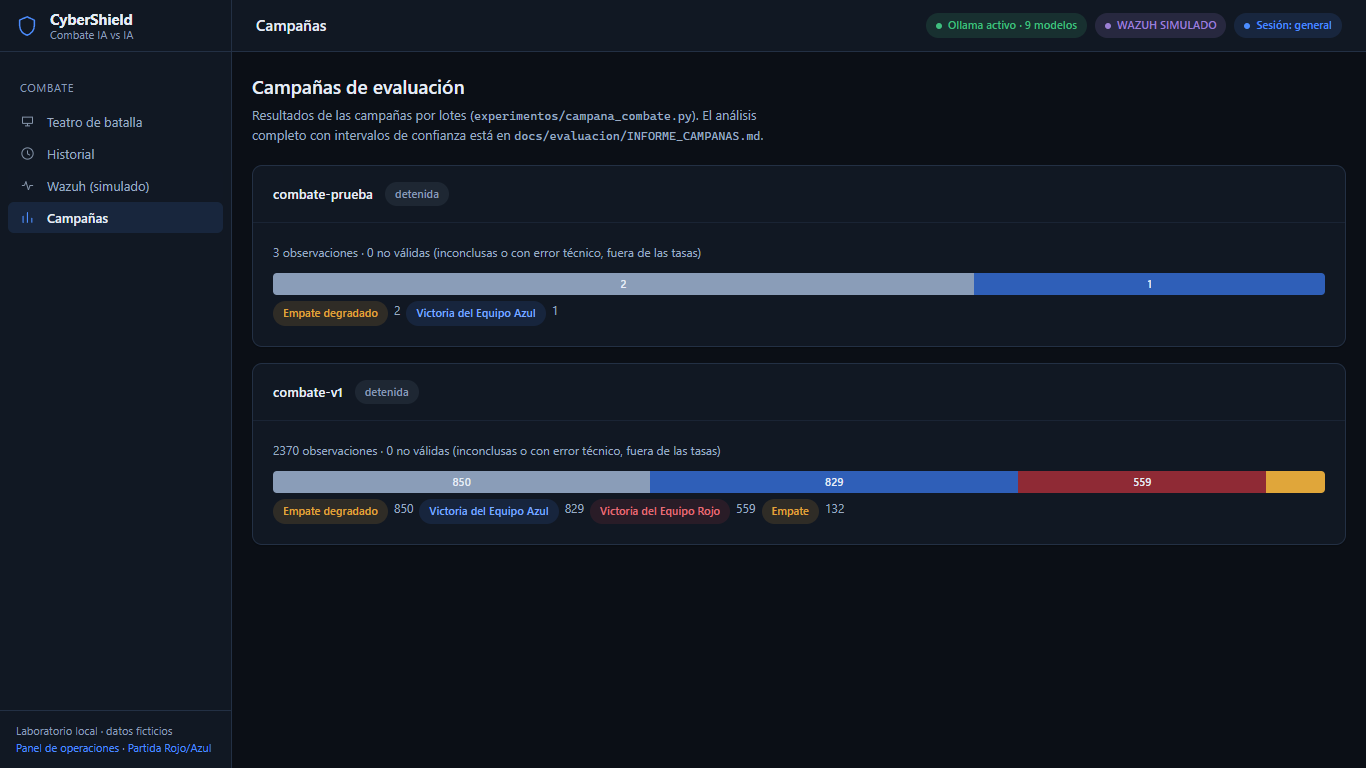 CyberShield
Combate IA vs IA
Campañas
Ollama activo · 9 modelos
WAZUH SIMULADO
Sesión: general
COMBATE
Teatro de batalla
Historial
Wazuh (simulado)
Campañas
Campañas de evaluación
Resultados de las campañas por lotes (experimentos/campana_combate.py). El análisis
completo con intervalos de confianza está en docs/evaluacion/INFORME_CAMPANAS.md.
combate-prueba detenida
3 observaciones · 0 no válidas (inconclusas o con error técnico, fuera de las tasas)
2 1
Empate degradado 2 Victoria del Equipo Azul 1
combate-v1 detenida
2370 observaciones · 0 no válidas (inconclusas o con error técnico, fuera de las tasas)
850 829 559
Empate degradado 850 Victoria del Equipo Azul 829 Victoria del Equipo Rojo 559 Empate 132
Laboratorio local · datos ficticios
Panel de operaciones · Partida Rojo/Azul